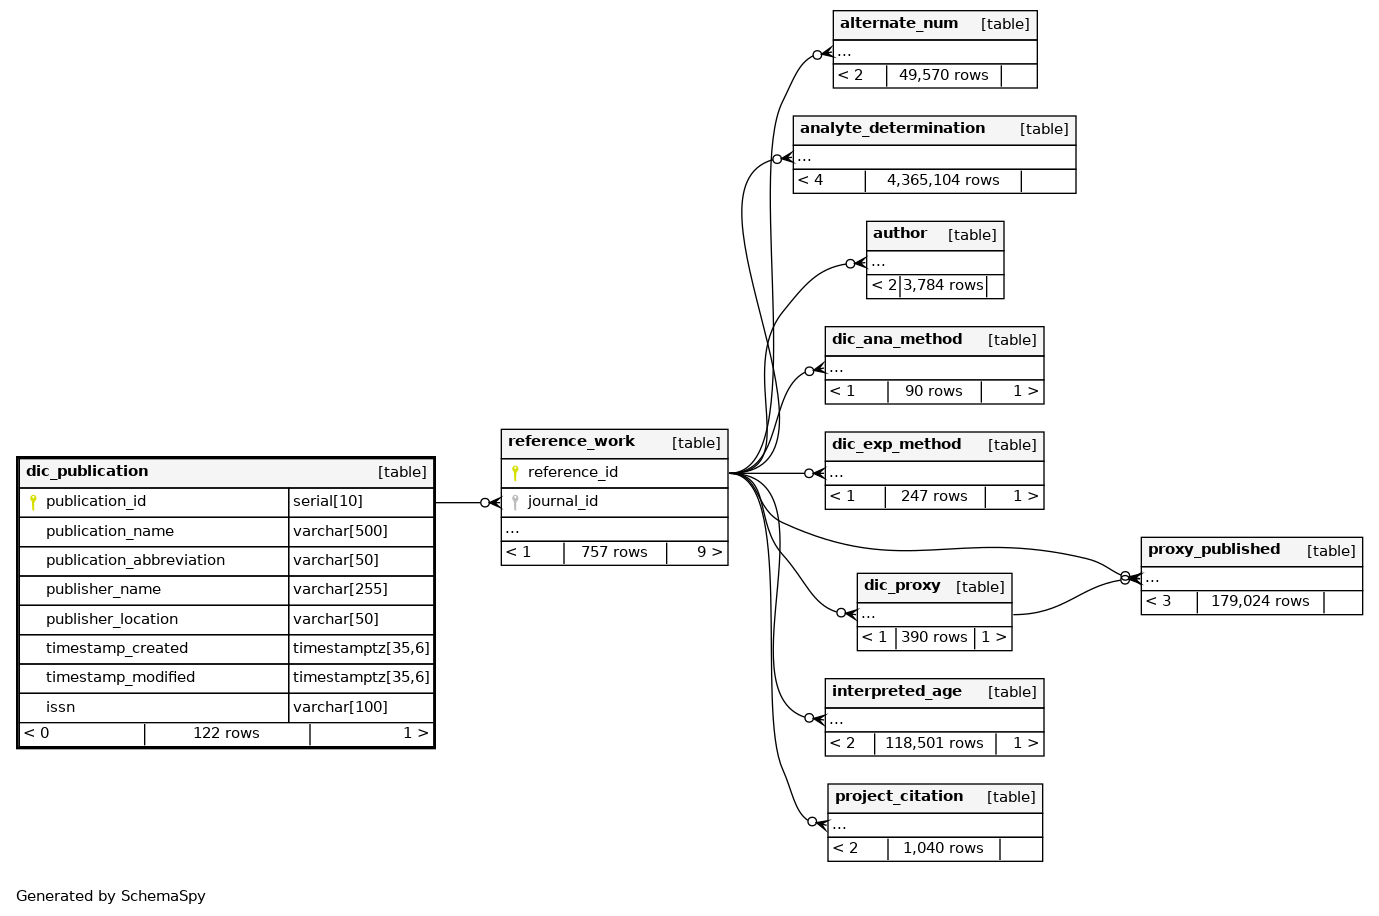 alternate_num [table]
...
< 2 49,570 rows
analyte_determination [table]
...
< 4 4,365,104 rows
author [table]
...
< 2 3,784 rows
dic_ana_method [table]
...
< 1 90 rows 1 >
dic_exp_method [table]
...
< 1 247 rows 1 >
reference_work [table]
reference_id
journal_id
...
< 1 757 rows 9 >
dic_publication [table]
publication_id serial[10]
publication_name varchar[500]
publication_abbreviation varchar[50]
publisher_name varchar[255]
publisher_location varchar[50]
timestamp_created timestamptz[35,6]
timestamp_modified timestamptz[35,6]
issn varchar[100]
< 0 122 rows 1 >
proxy_published [table]
...
< 3 179,024 rows
dic_proxy [table]
...
< 1 390 rows 1 >
interpreted_age [table]
...
< 2 118,501 rows 1 >
project_citation [table]
...
< 2 1,040 rows
Generated by SchemaSpy